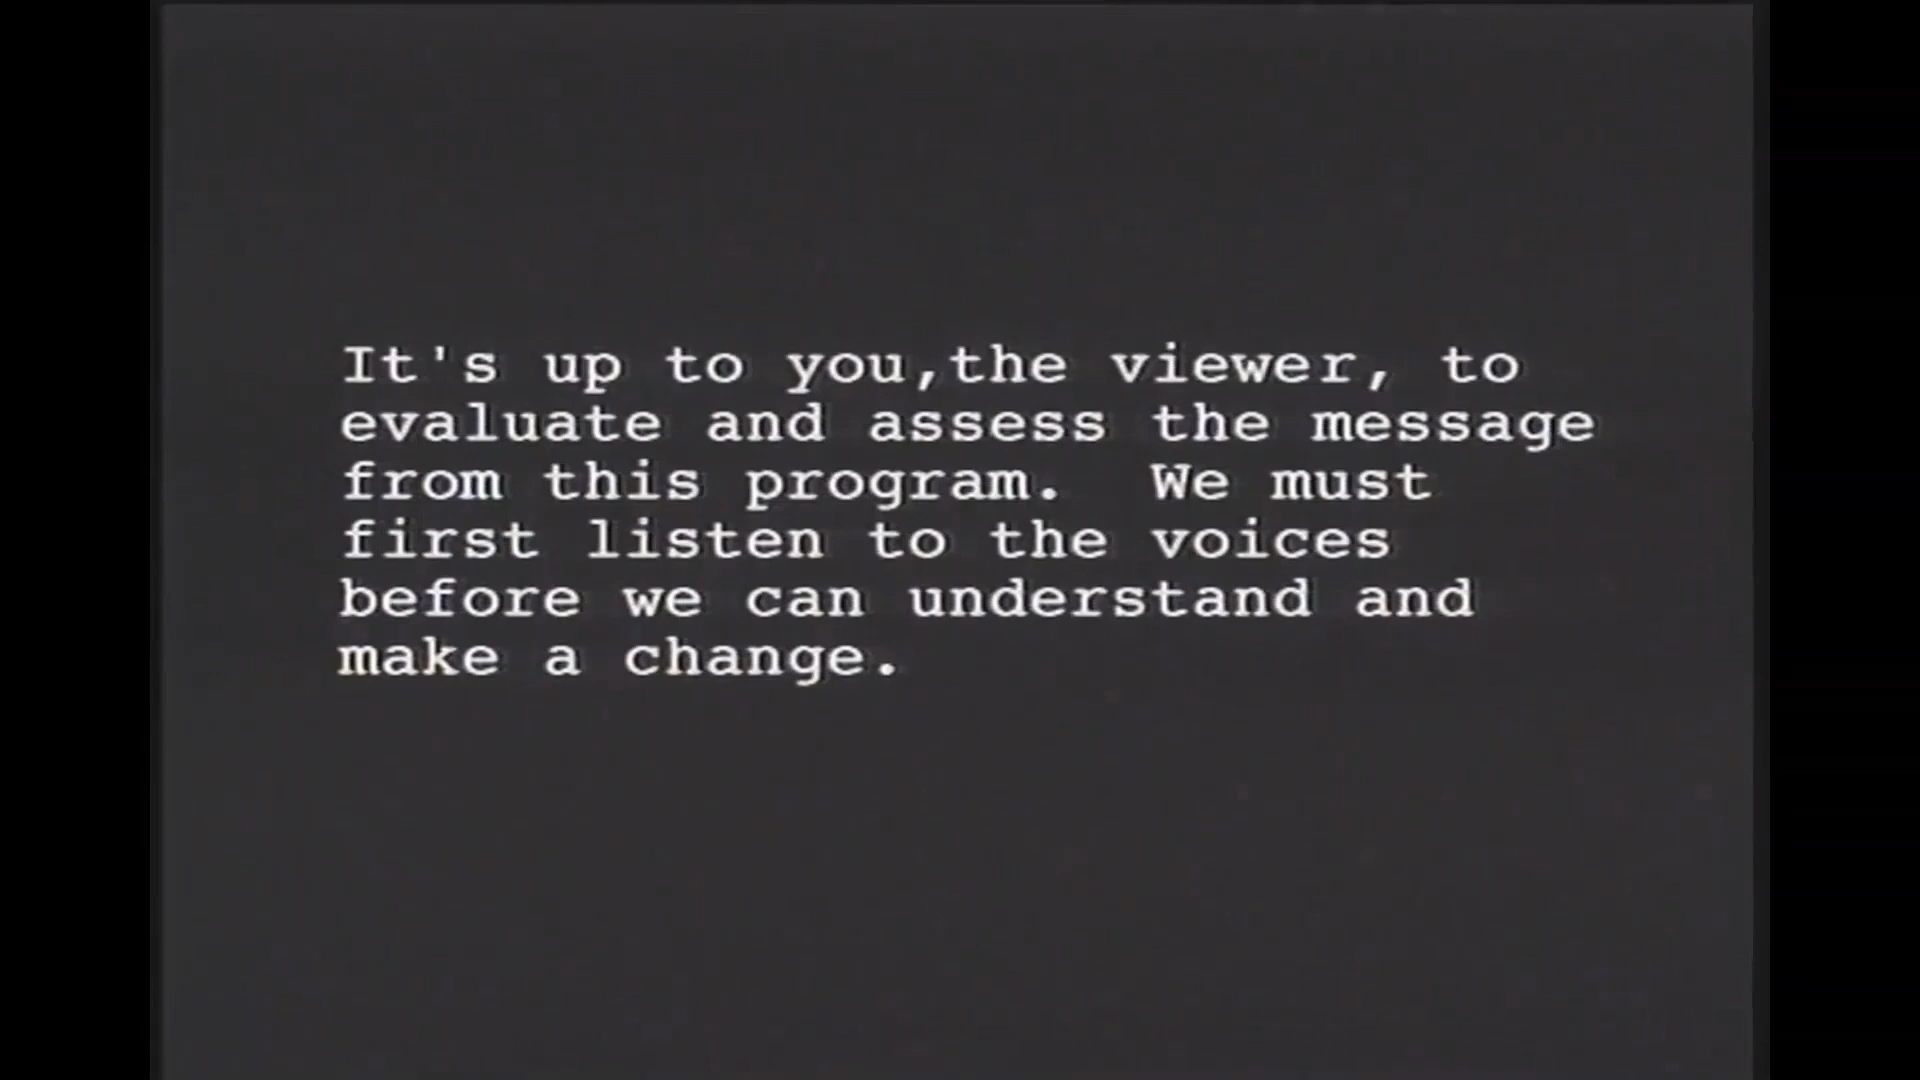 It's up to you,the viewer, to
evaluate and assess the message
from this program.  We must
first listen to the voices
before we can understand and
make a change.